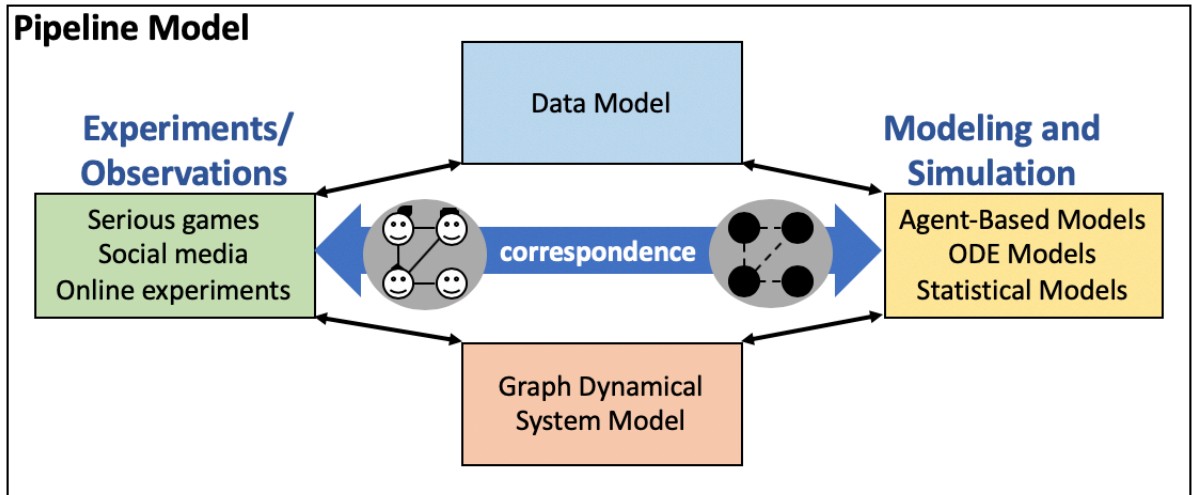 Pipeline Model
Data Model
Experiments/
Observations
Modeling and
Simulation
Serious games
Social media
Online experiments
correspondence
Agent-Based Models
ODE Models
Statistical Models
Graph Dynamical
System Model